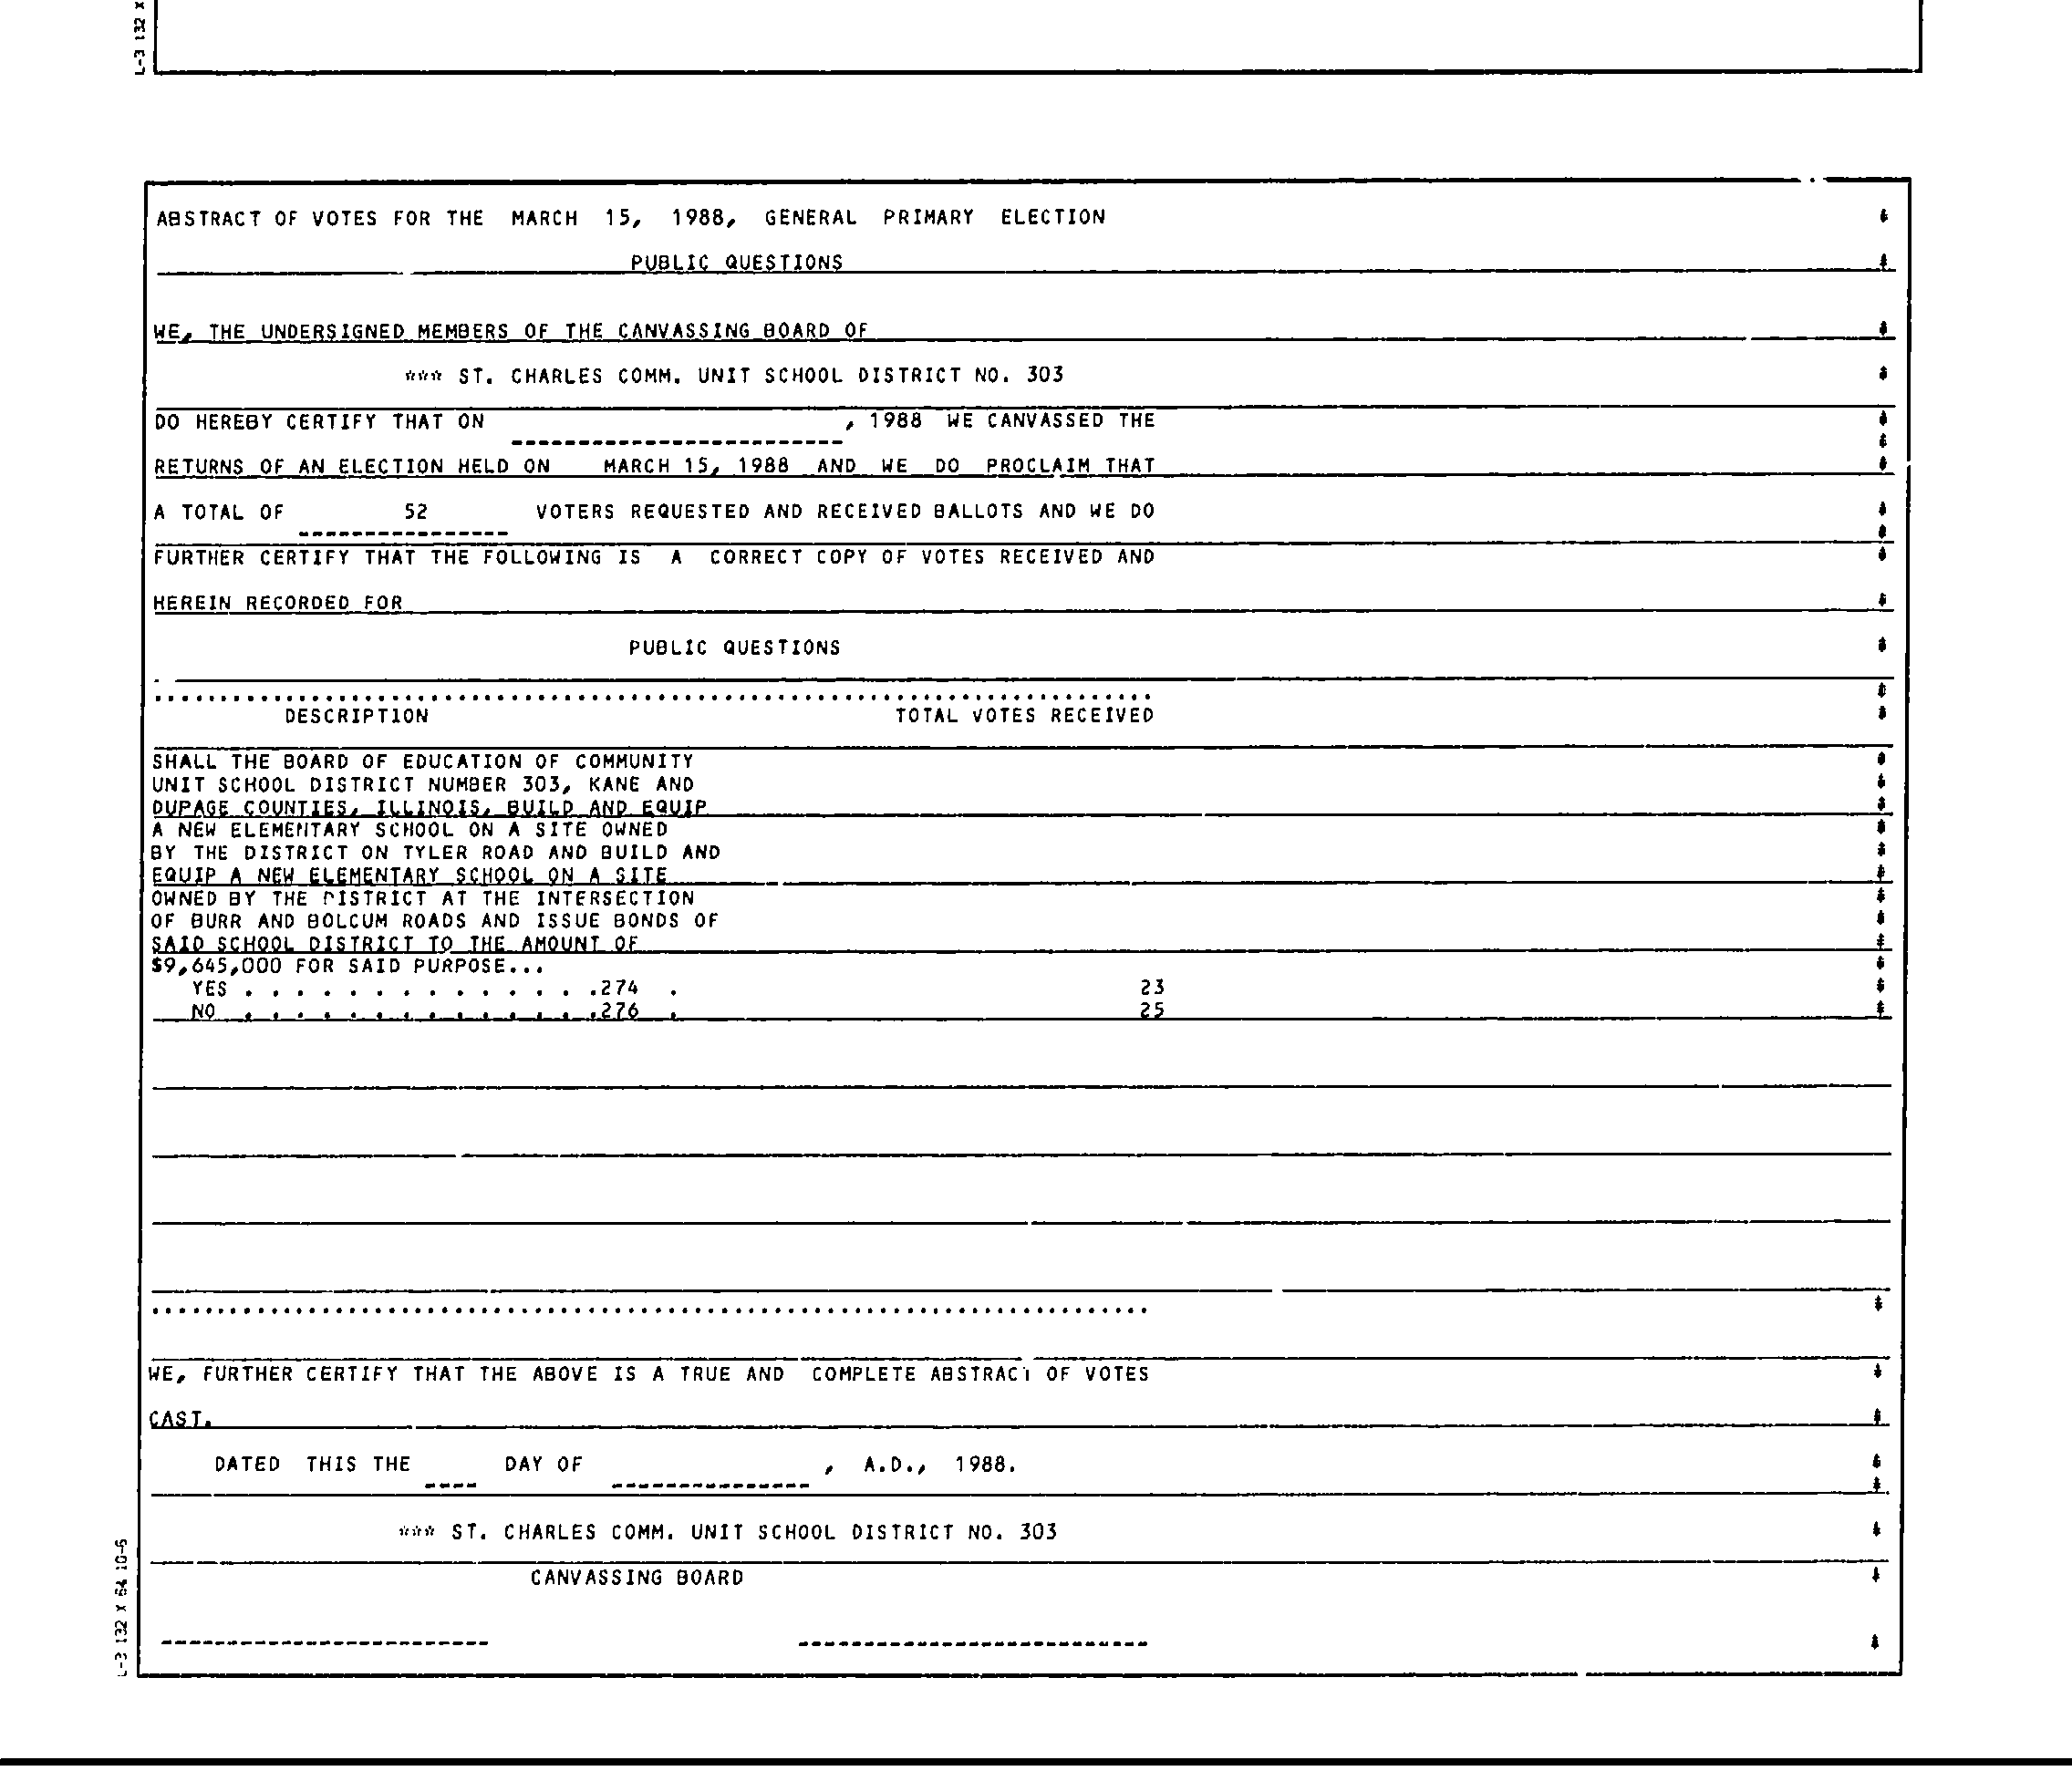 L-3 132 x
ABSTRACT OF VOTES FOR THE MARCH 15, 1988, GENERAL PRIMARY ELECTION
PUBLIC QUESTIONS
WE, THE UNDERSIGNED MEMBERS OF THE CANVASSING BOARD OF
*** ST. CHARLES COMM. UNIT SCHOOL DISTRICT NO. 303
DO HEREBY CERTIFY THAT ON , 1988 WE CANVASSED THE
RETURNS OF AN ELECTION HELD ON MARCH 15, 1988 AND WE DO PROCLAIM THAT
A TOTAL OF 52 VOTERS REQUESTED AND RECEIVED BALLOTS AND WE DO
FURTHER CERTIFY THAT THE FOLLOWING IS A CORRECT COPY OF VOTES RECEIVED AND
HEREIN RECORDED FOR
PUBLIC QUESTIONS
DESCRIPTION TOTAL VOTES RECEIVED
SHALL THE BOARD OF EDUCATION OF COMMUNITY
UNIT SCHOOL DISTRICT NUMBER 303, KANE AND
DUPAGE COUNTIES, ILLINOIS, BUILD AND EQUIP
A NEW ELEMENTARY SCHOOL ON A SITE OWNED
BY THE DISTRICT ON TYLER ROAD AND BUILD AND
EQUIP A NEW ELEMENTARY SCHOOL ON A SITE
OWNED BY THE DISTRICT AT THE INTERSECTION
OF BURR AND BOLCUM ROADS AND ISSUE BONDS OF
SAID SCHOOL DISTRICT TO THE AMOUNT OF
$9,645,000 FOR SAID PURPOSE...
YES . . . . . . . . . . . . . .274 . 23
NO . . . . . . . . . . . . . .276 . 25
WE, FURTHER CERTIFY THAT THE ABOVE IS A TRUE AND COMPLETE ABSTRACT OF VOTES
CAST.
DATED THIS THE ---- DAY OF --------------- , A.D., 1988.
*** ST. CHARLES COMM. UNIT SCHOOL DISTRICT NO. 303
CANVASSING BOARD
L-3 132 X 64 10-6